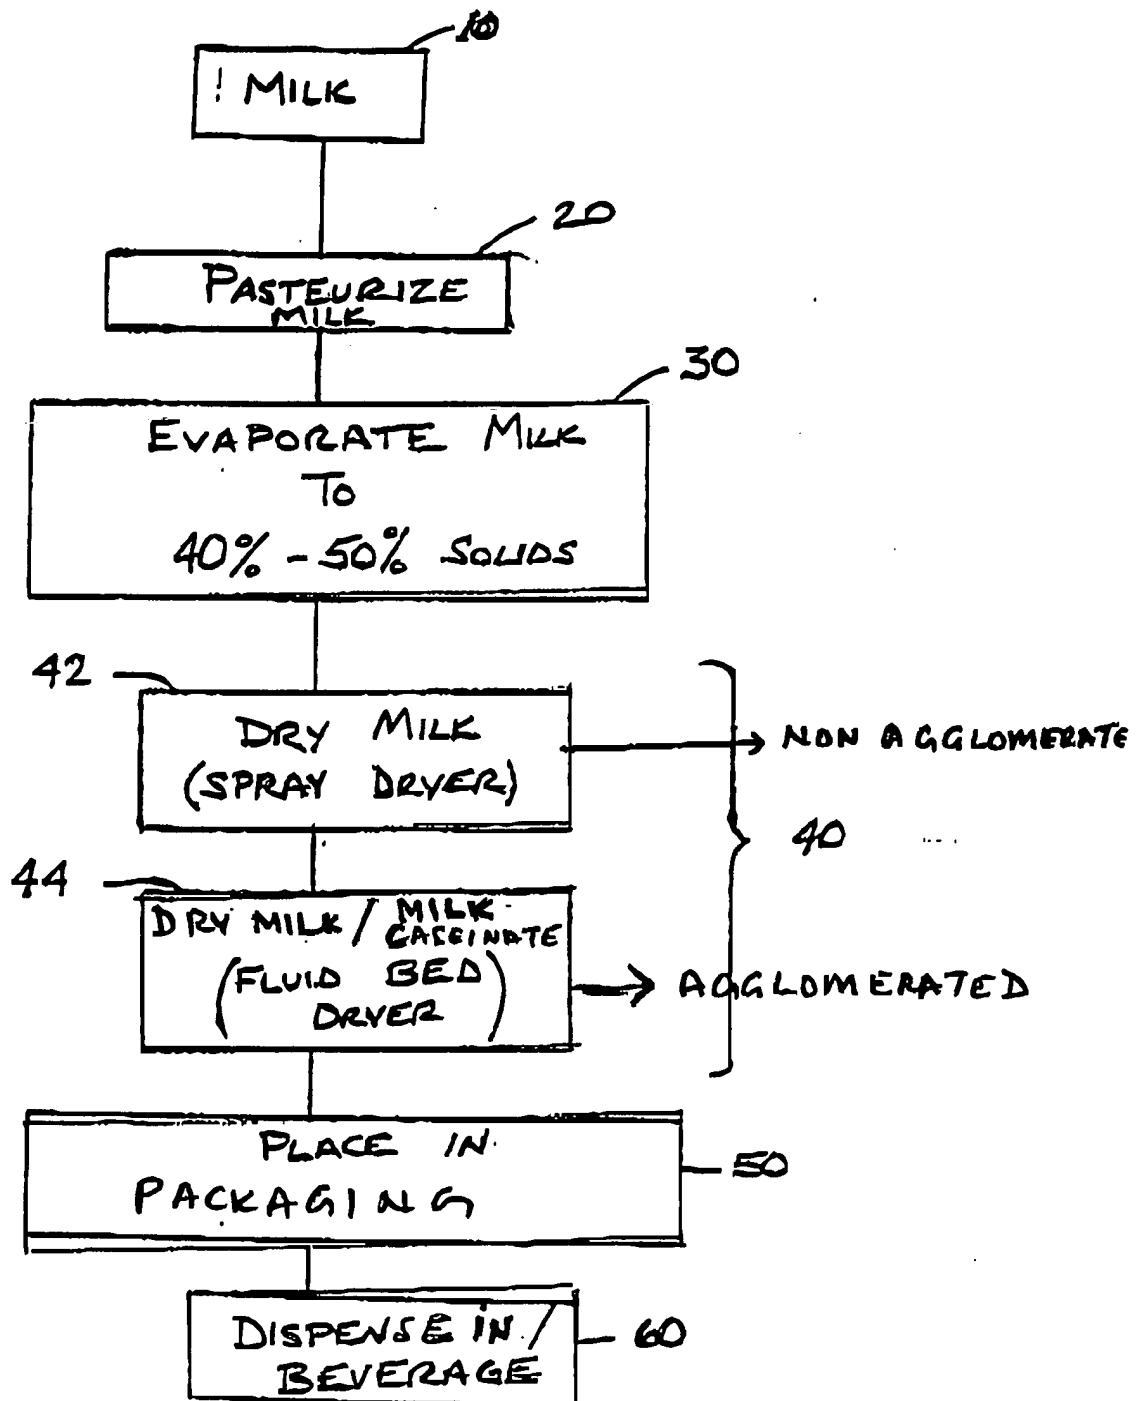 10
! MILK
20
PASTEURIZE
MILK
30
EVAPORATE MILK
TO
40% - 50% SOLIDS
42
DRY MILK
(SPRAY DRYER)
NON AGGLOMERATE
40
44
DRY MILK / MILK
CASEINATE
(FLUID BED
DRYER)
AGGLOMERATED
PLACE IN
PACKAGING
50
DISPENSE IN
BEVERAGE
60